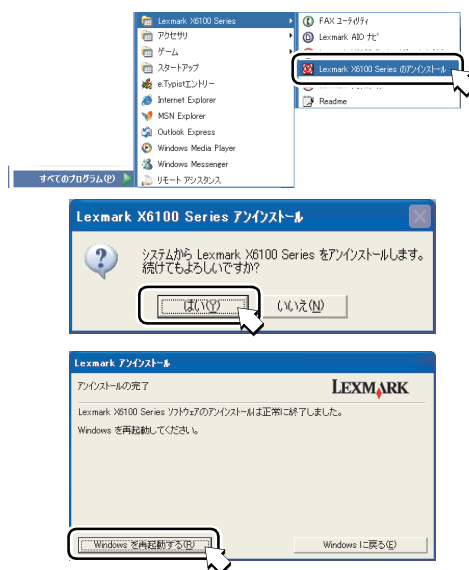 Lexmark X6100 Series
アクセサリ
ゲーム
スタートアップ
e.Typistエントリー
Internet Explorer
MSN Explorer
Outlook Express
Windows Media Player
Windows Messenger
リモート アシスタンス
すべてのプログラム(P)
FAX ユーティリティ
Lexmark AIO ナビ
Lexmark X6100 Series のアンインストール
Readme
Lexmark X6100 Series アンインストール
システムから Lexmark X6100 Series をアンインストールします。
続けてもよろしいですか?
はい(Y)
いいえ(N)
Lexmark アンインストール
アンインストールの完了
LEXMARK
Lexmark X6100 Series ソフトウェアのアンインストールは正常に終了しました。
Windows を再起動してください。
Windows を再起動する(R)
Windows に戻る(E)